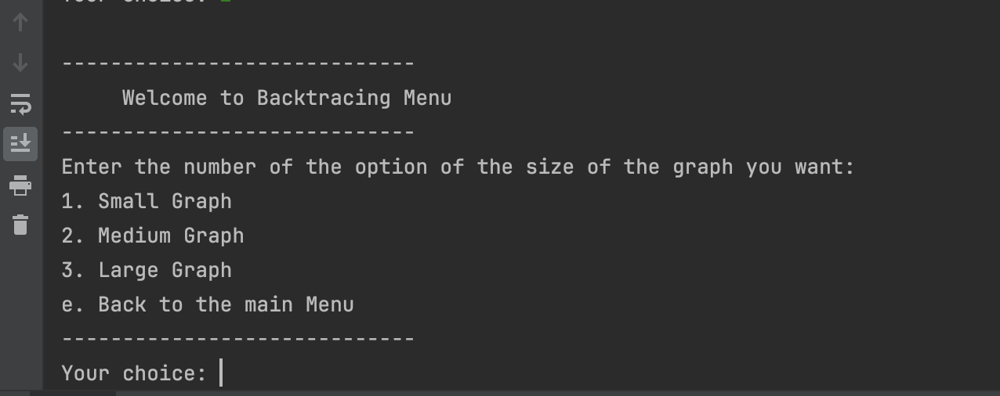 Your choice:
-----------------------------
     Welcome to Backtracing Menu
-----------------------------
Enter the number of the option of the size of the graph you want:
1. Small Graph
2. Medium Graph
3. Large Graph
e. Back to the main Menu
-----------------------------
Your choice: